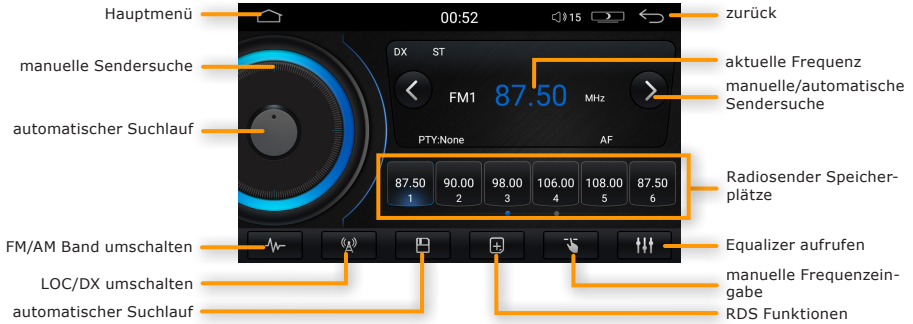 Hauptmenü
00:52
15
zurück
manuelle Sendersuche
DX ST
aktuelle Frequenz
FM1 87.50 MHz
manuelle/automatische
Sendersuche
automatischer Suchlauf
PTY:None AF
87.50 90.00 98.00 106.00 108.00 87.50
1 2 3 4 5 6
Radiosender Speicher-
plätze
FM/AM Band umschalten
Equalizer aufrufen
LOC/DX umschalten
manuelle Frequenzein-
gabe
automatischer Suchlauf
RDS Funktionen